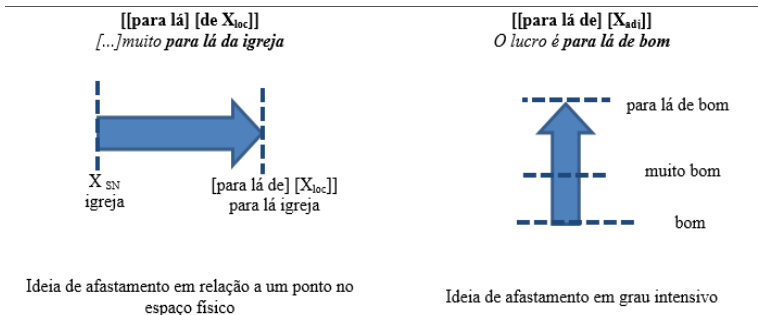 [[para lá] [de Xloc]]
[...]muito para lá da igreja
X SN
igreja
[para lá de] [Xloc]]
para lá igreja
Ideia de afastamento em relação a um ponto no
espaço físico
[[para lá de] [Xadj]]
O lucro é para lá de bom
para lá de bom
muito bom
bom
Ideia de afastamento em grau intensivo